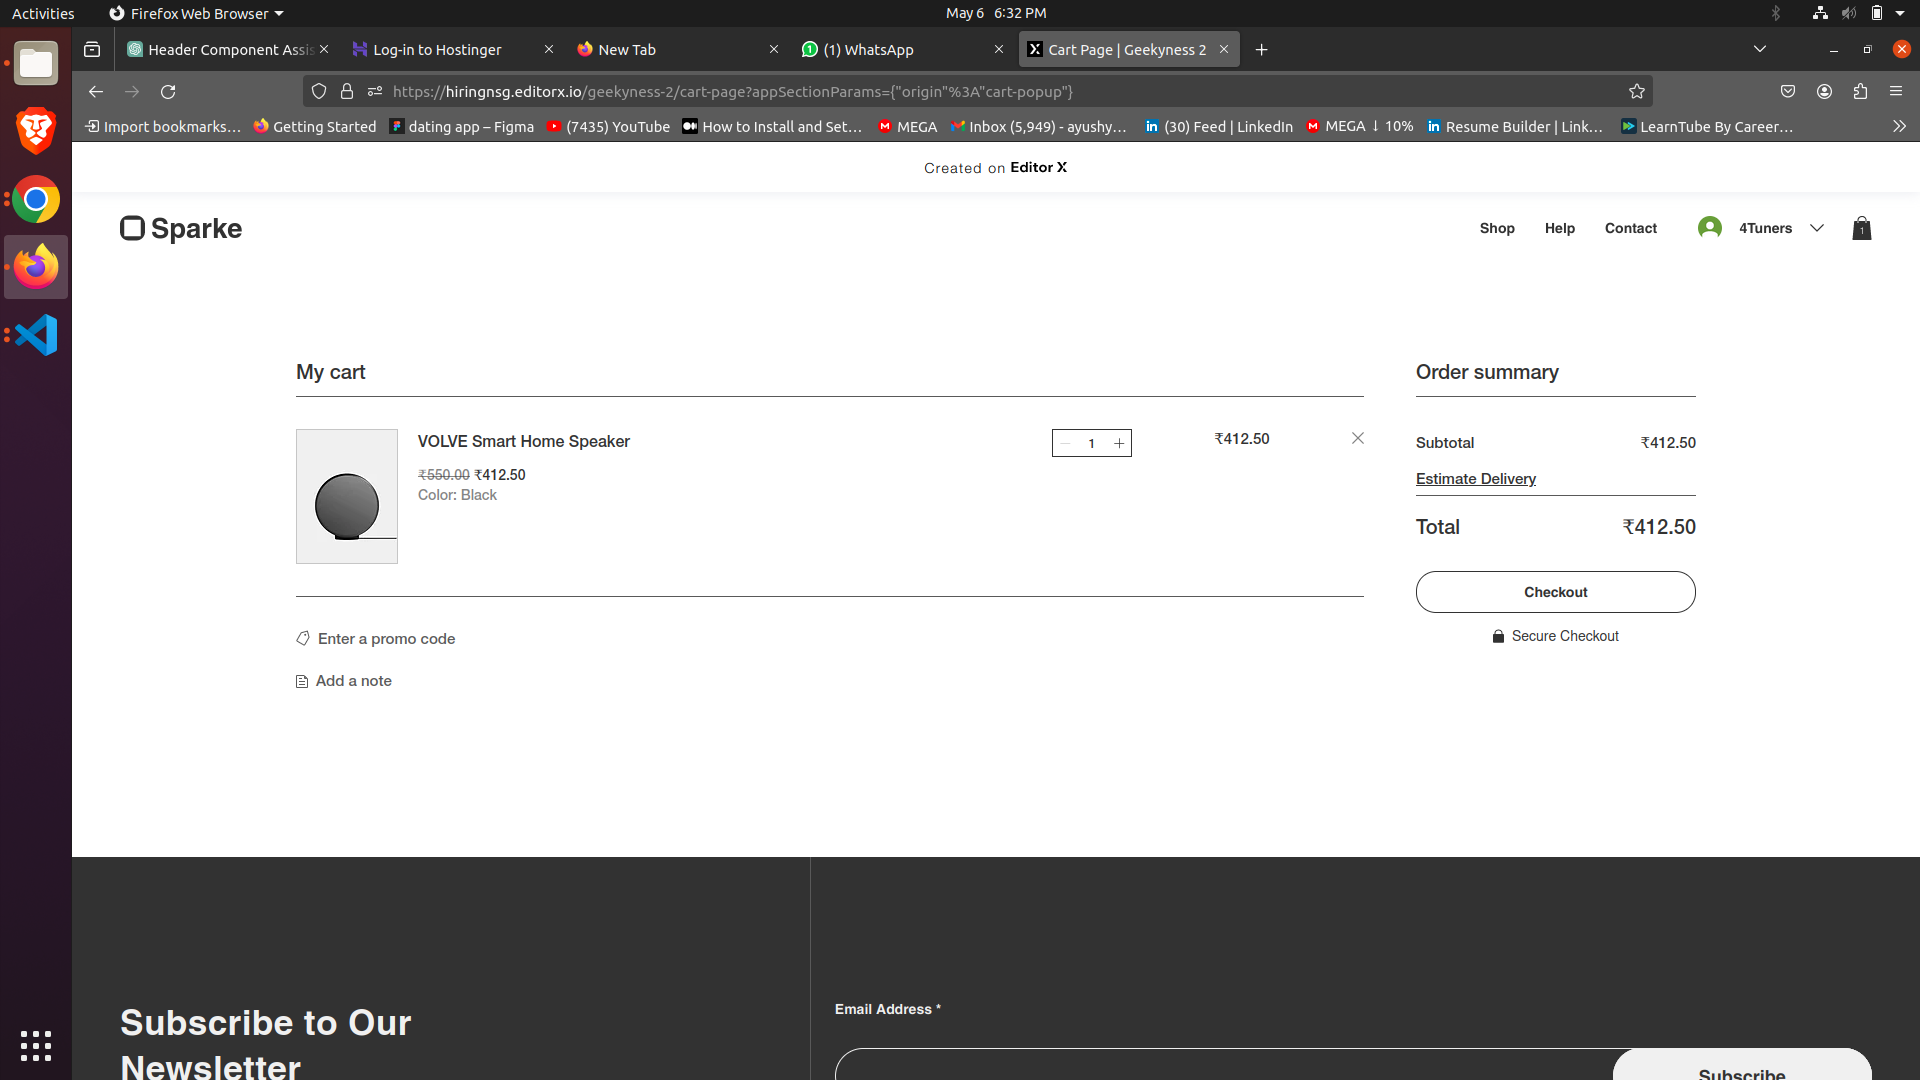 Activities Firefox Web Browser May 6 6:32 PM
Header Component Assis Log-in to Hostinger New Tab (1) WhatsApp Cart Page | Geekyness 2
https://hiringnsg.editorx.io/geekyness-2/cart-page?appSectionParams={"origin"%3A"cart-popup"}
Import bookmarks… Getting Started dating app – Figma (7435) YouTube How to Install and Set… MEGA Inbox (5,949) - ayushy… (30) Feed | LinkedIn MEGA ⭣ 10% Resume Builder | Link… LearnTube By Career…
Created on Editor X
Sparke Shop Help Contact 4Tuners 1
My cart
VOLVE Smart Home Speaker
₹550.00 ₹412.50
Color: Black
1
₹412.50
Enter a promo code
Add a note
Order summary
Subtotal ₹412.50
Estimate Delivery
Total ₹412.50
Checkout
Secure Checkout
Subscribe to Our
Newsletter
Email Address *
Subscribe